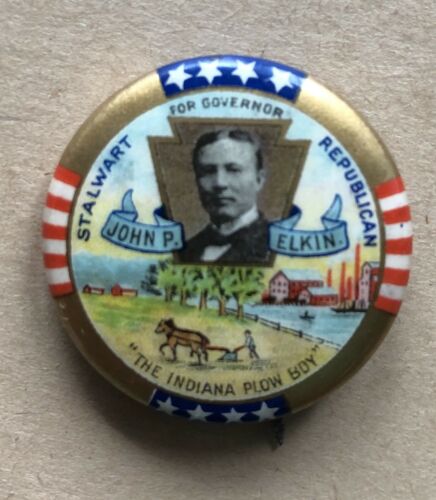 FOR GOVERNOR
STALWART REPUBLICAN
JOHN P. ELKIN.
"THE INDIANA PLOW BOY"